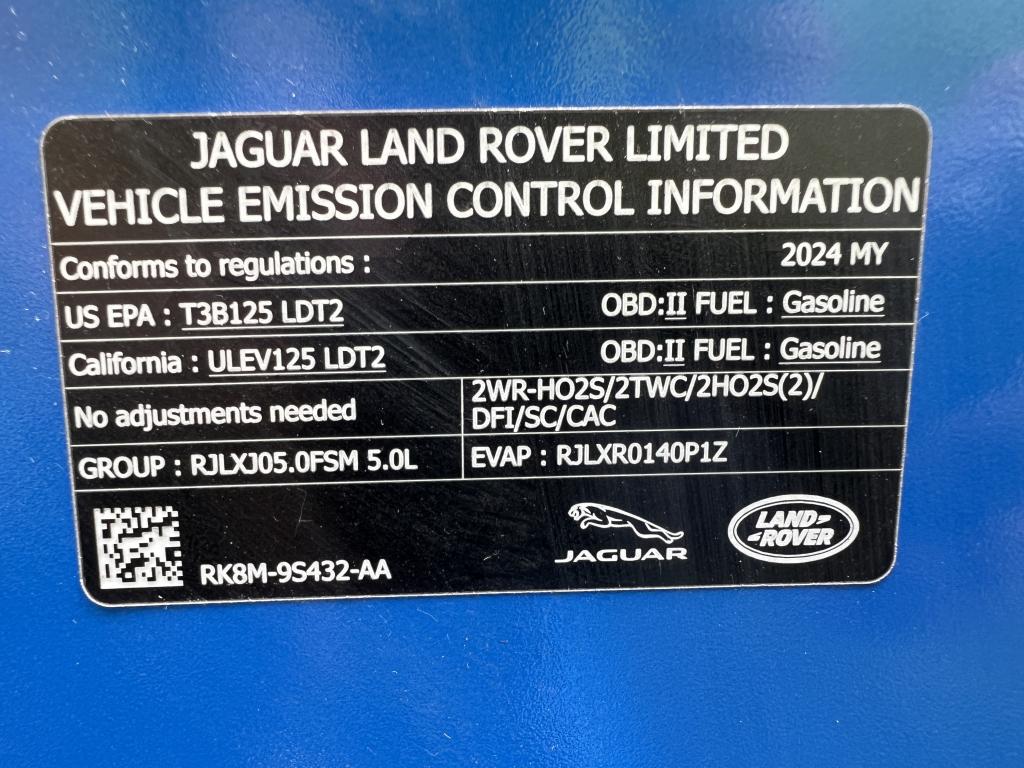 JAGUAR LAND ROVER LIMITED
VEHICLE EMISSION CONTROL INFORMATION
Conforms to regulations : 2024 MY
US EPA : T3B125 LDT2 OBD:II FUEL : Gasoline
California : ULEV125 LDT2 OBD:II FUEL : Gasoline
No adjustments needed
2WR-HO2S/2TWC/2HO2S(2)/
DFI/SC/CAC
GROUP : RJLXJ05.0FSM 5.0L
EVAP : RJLXR0140P1Z
RK8M-9S432-AA
JAGUAR
LAND-
-ROVER